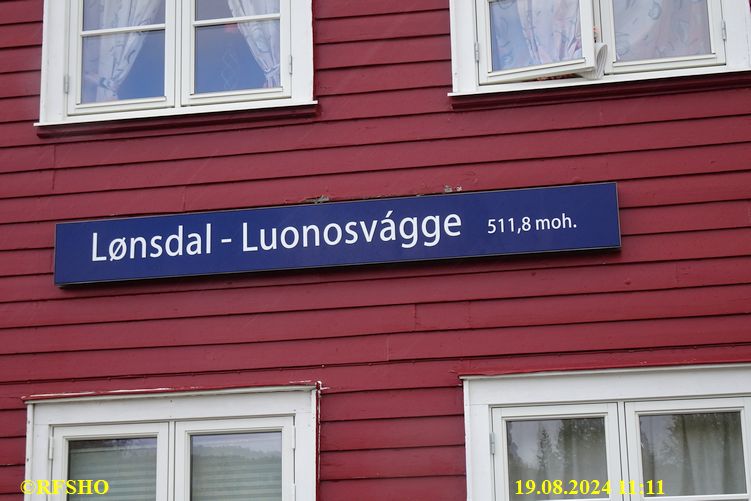 Lønsdal - Luonosvágge 511,8 moh.
©RFSHO 19.08.2024 11:11